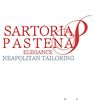 SARTORIA
PASTENA
ELEGANCE
NEAPOLITAN TAILORING